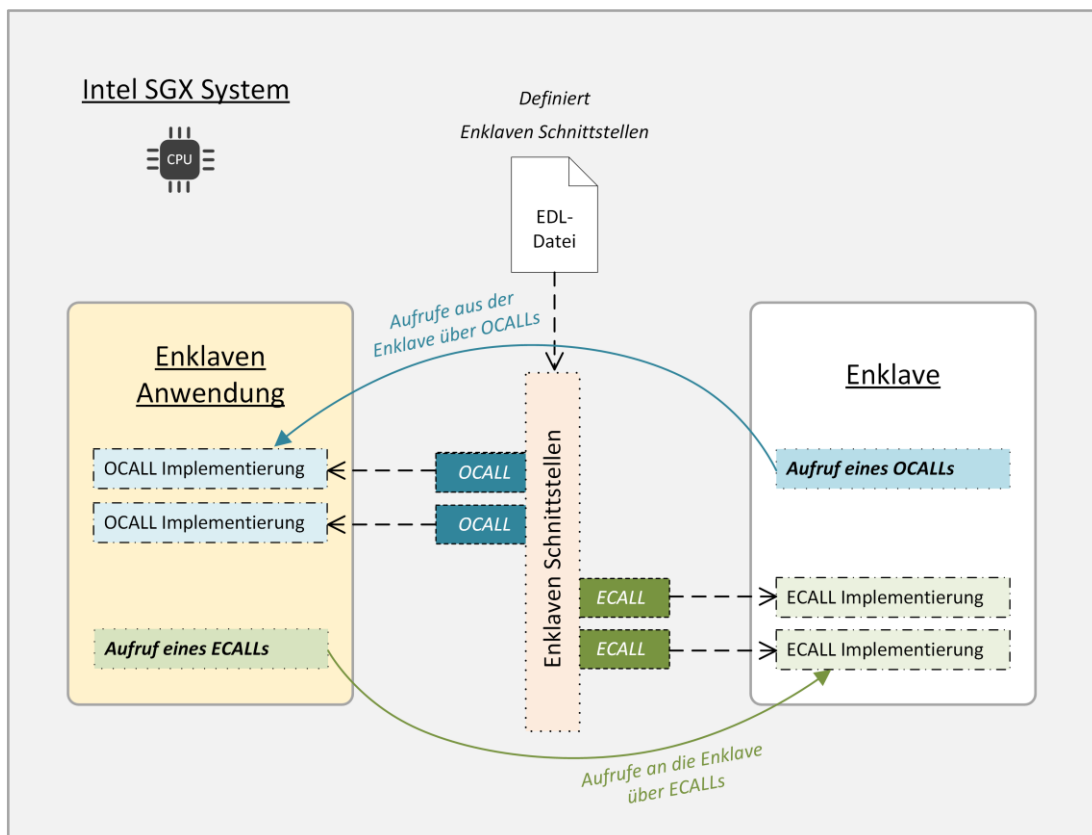 Intel SGX System
CPU
Definiert
Enklaven Schnittstellen
EDL-
Datei
Aufrufe aus der
Enklave über OCALLs
Enklaven
Anwendung
Enklave
OCALL Implementierung
OCALL
Aufruf eines OCALLs
OCALL Implementierung
OCALL
Enklaven Schnittstellen
ECALL
ECALL Implementierung
Aufruf eines ECALLs
ECALL
ECALL Implementierung
Aufrufe an die Enklave
über ECALLs